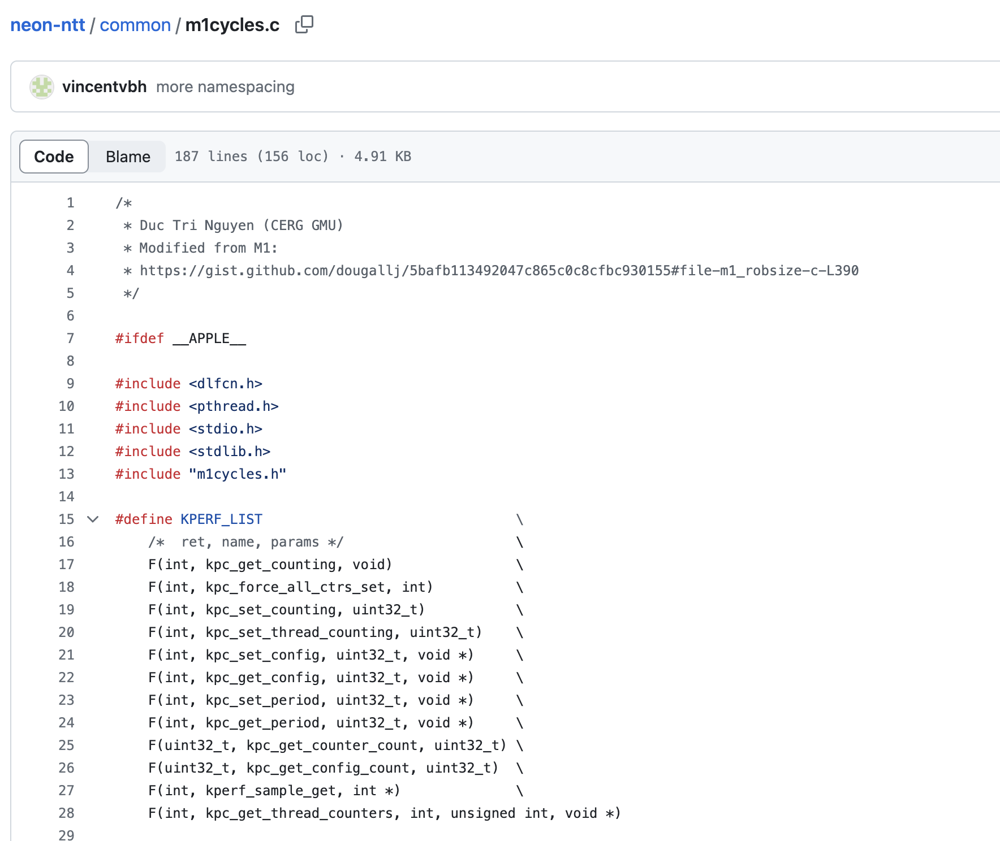 neon-ntt / common / m1cycles.c
vincentvbh more namespacing
Code Blame 187 lines (156 loc) · 4.91 KB
1 /*
2  * Duc Tri Nguyen (CERG GMU)
3  * Modified from M1:
4  * https://gist.github.com/dougallj/5bafb113492047c865c0c8cfbc930155#file-m1_robsize-c-L390
5  */
6
7 #ifdef __APPLE__
8
9 #include <dlfcn.h>
10 #include <pthread.h>
11 #include <stdio.h>
12 #include <stdlib.h>
13 #include "m1cycles.h"
14
15 #define KPERF_LIST                               \
16     /*  ret, name, params */                     \
17     F(int, kpc_get_counting, void)               \
18     F(int, kpc_force_all_ctrs_set, int)          \
19     F(int, kpc_set_counting, uint32_t)           \
20     F(int, kpc_set_thread_counting, uint32_t)    \
21     F(int, kpc_set_config, uint32_t, void *)     \
22     F(int, kpc_get_config, uint32_t, void *)     \
23     F(int, kpc_set_period, uint32_t, void *)     \
24     F(int, kpc_get_period, uint32_t, void *)     \
25     F(uint32_t, kpc_get_counter_count, uint32_t) \
26     F(uint32_t, kpc_get_config_count, uint32_t)  \
27     F(int, kperf_sample_get, int *)              \
28     F(int, kpc_get_thread_counters, int, unsigned int, void *)
29